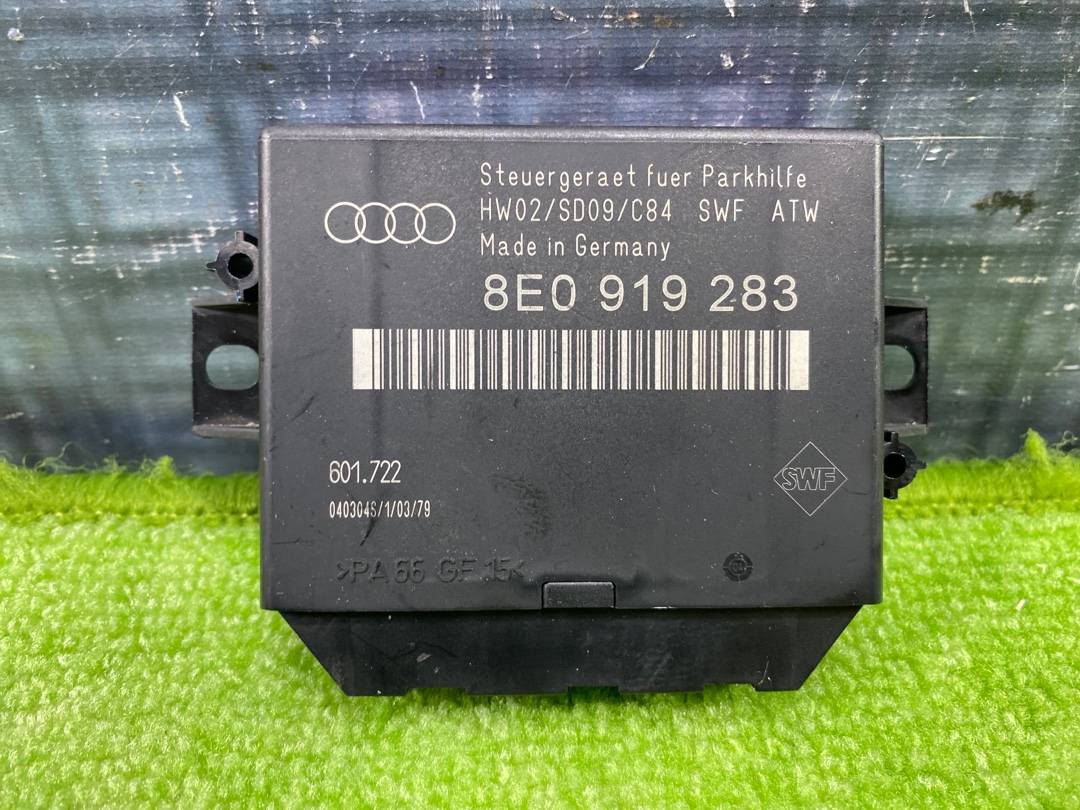 Steuergeraet fuer Parkhilfe
HW02/SD09/C84 SWF ATW
Made in Germany
8E0 919 283
601.722
040304S/1/03/79
SWF
>PA 66 GF 15<